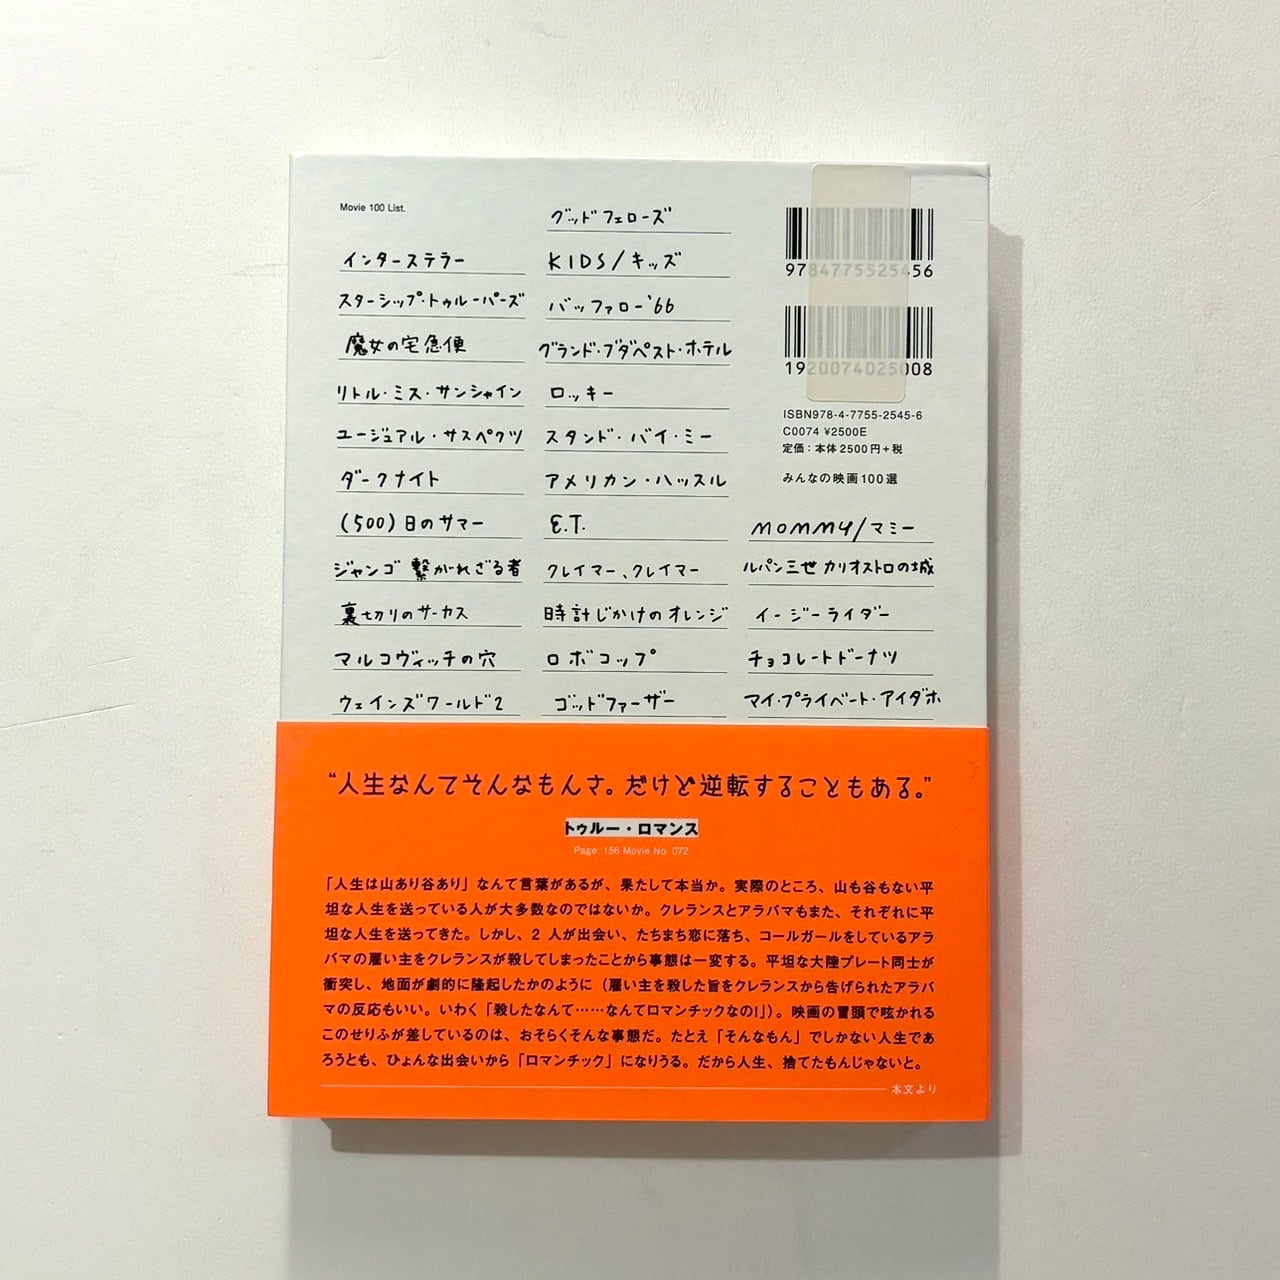 Movie 100 List.
インターステラー
スターシップ・トゥルーパーズ
魔女の宅急便
リトル・ミス・サンシャイン
ユージュアル・サスペクツ
ダークナイト
(500)日のサマー
ジャンゴ 繋がれざる者
裏切りのサーカス
マルコヴィッチの穴
ウェインズワールド2
グッドフェローズ
KIDS/キッズ
バッファロー'66
グランド・ブダペスト・ホテル
ロッキー
スタンド・バイ・ミー
アメリカン・ハッスル
E.T.
クレイマー、クレイマー
時計じかけのオレンジ
ロボコップ
ゴッドファーザー
9784775525456
1920074025008
ISBN978-4-7755-2545-6
C0074 ¥2500E
定価：本体2500円+税
みんなの映画100選
MOMMY/マミー
ルパン三世 カリオストロの城
イージーライダー
チョコレートドーナツ
マイ・プライベート・アイダホ
“人生なんてそんなもんさ。だけど逆転することもある。”
トゥルー・ロマンス
Page: 156 Movie No. 072
「人生は山あり谷あり」なんて言葉があるが、果たして本当か。実際のところ、山も谷もない平
坦な人生を送っている人が大多数なのではないか。クレランスとアラバマもまた、それぞれに平
坦な人生を送ってきた。しかし、2 人が出会い、たちまち恋に落ち、コールガールをしているアラ
バマの雇い主をクレランスが殺してしまったことから事態は一変する。平坦な大陸プレート同士が
衝突し、地面が劇的に隆起したかのように（雇い主を殺した旨をクレランスから告げられたアラバ
マの反応もいい。いわく「殺したなんて……なんてロマンチックなの!」）。映画の冒頭で呟かれる
このせりふが差しているのは、おそらくそんな事態だ。たとえ「そんなもん」でしかない人生であ
ろうとも、ひょんな出会いから「ロマンチック」になりうる。だから人生、捨てたもんじゃないと。
本文より